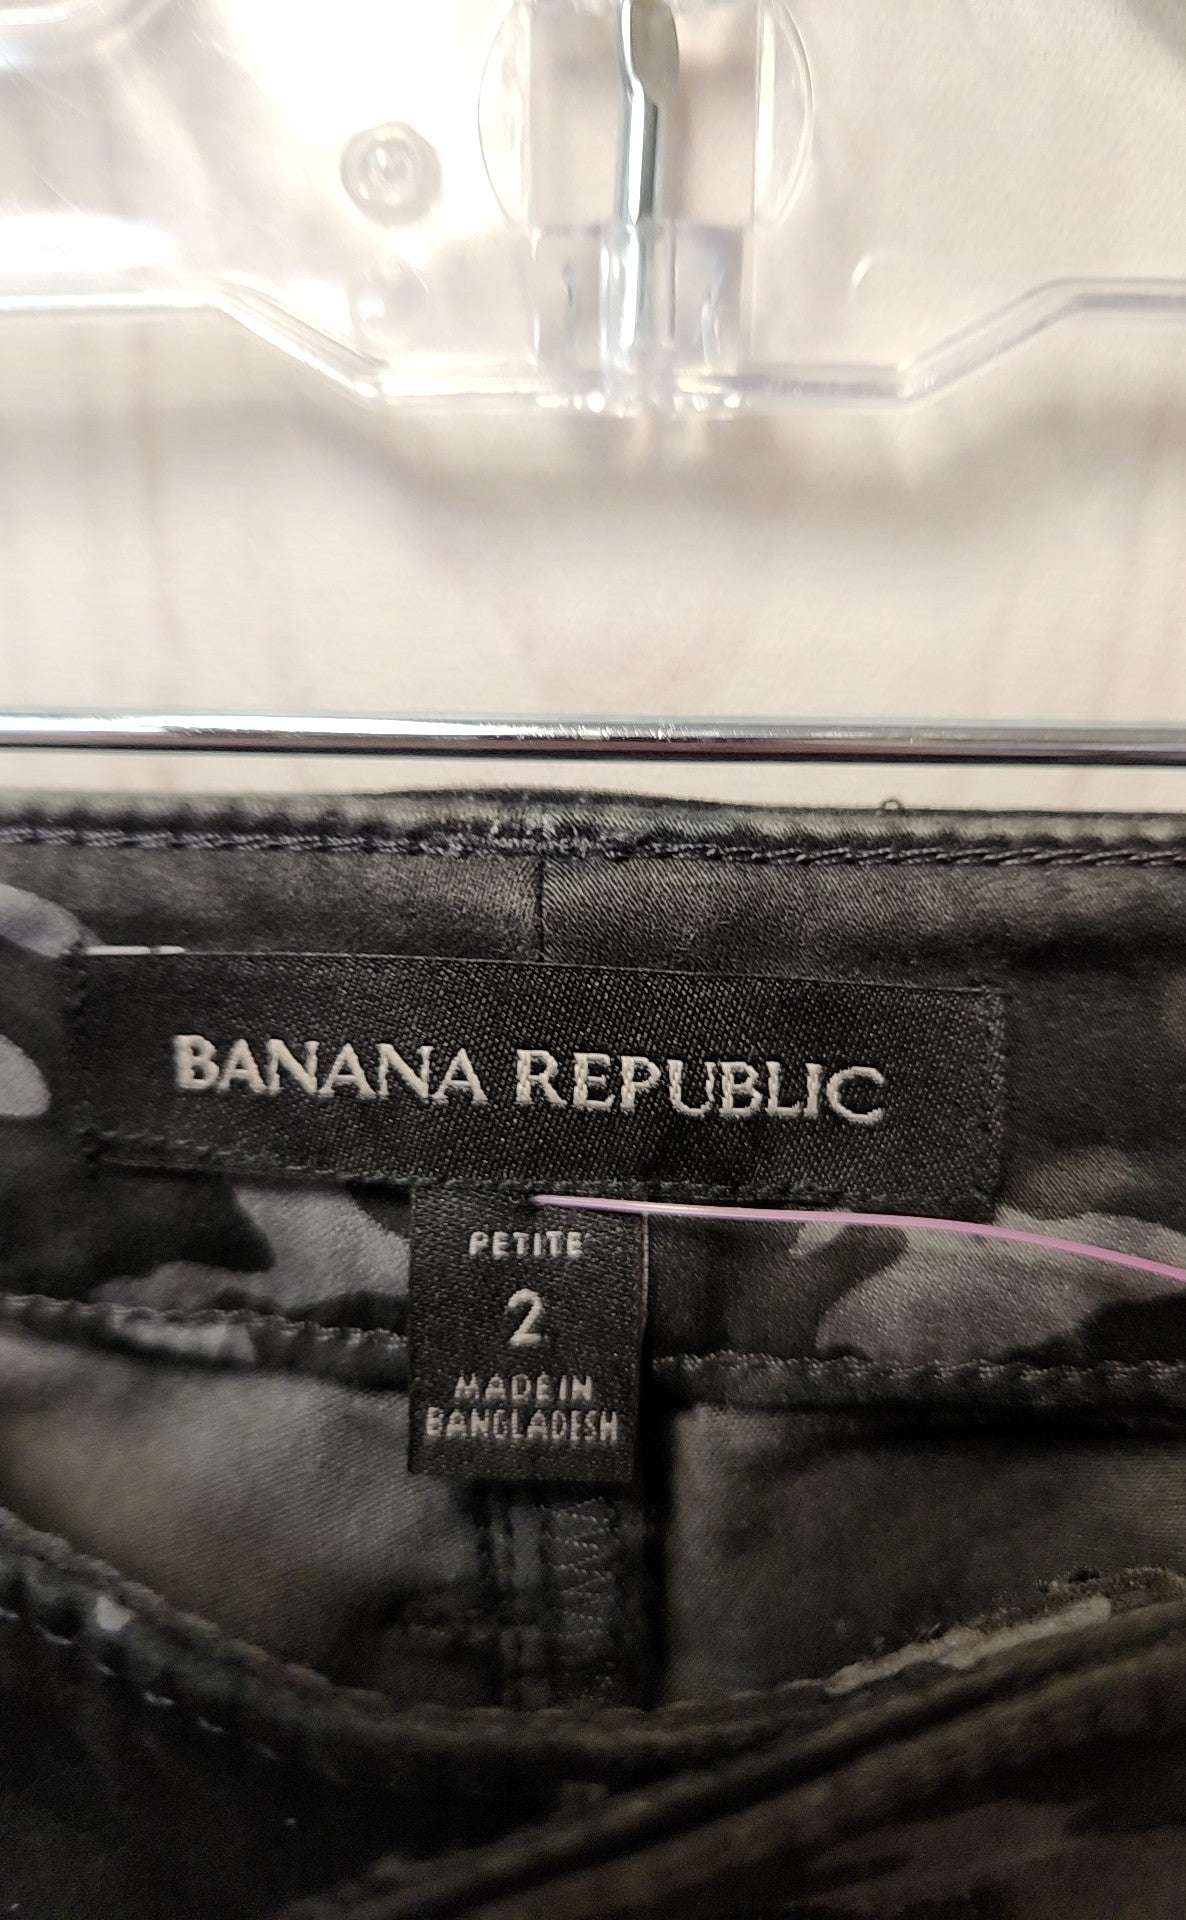 BANANA REPUBLIC
PETITE
2
MADE IN
BANGLADESH